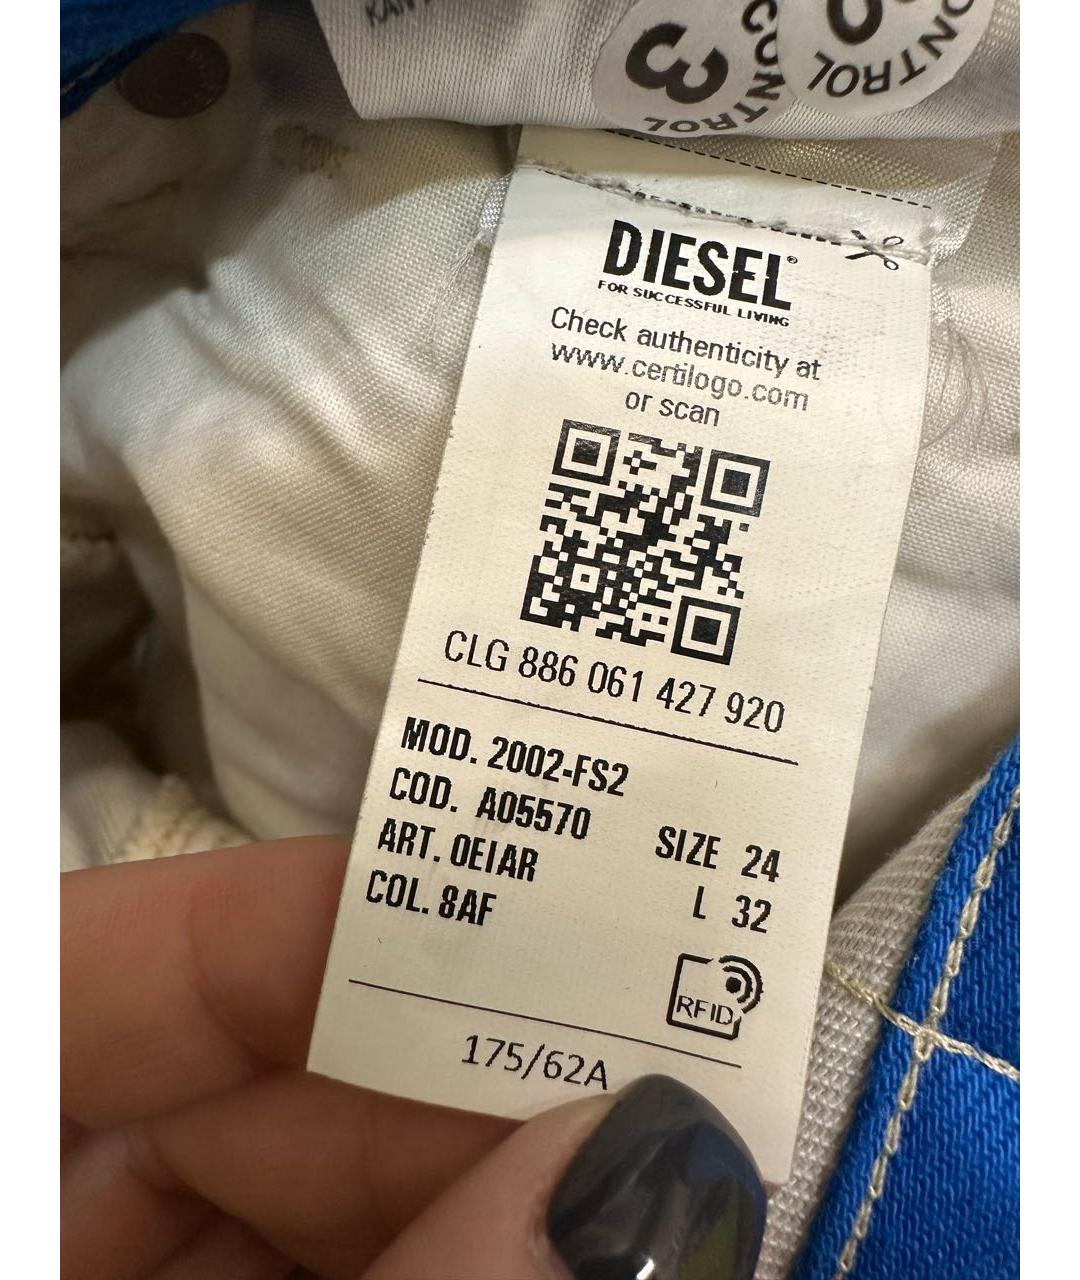 3
CONTROL
CONTROL
DIESEL®
FOR SUCCESSFUL LIVING
Check authenticity at
www.certilogo.com
or scan
CLG 886 061 427 920
MOD. 2002-FS2
COD. A05570
ART. 0EIAR
COL. 8AF
SIZE 24
L 32
RFID
175/62A